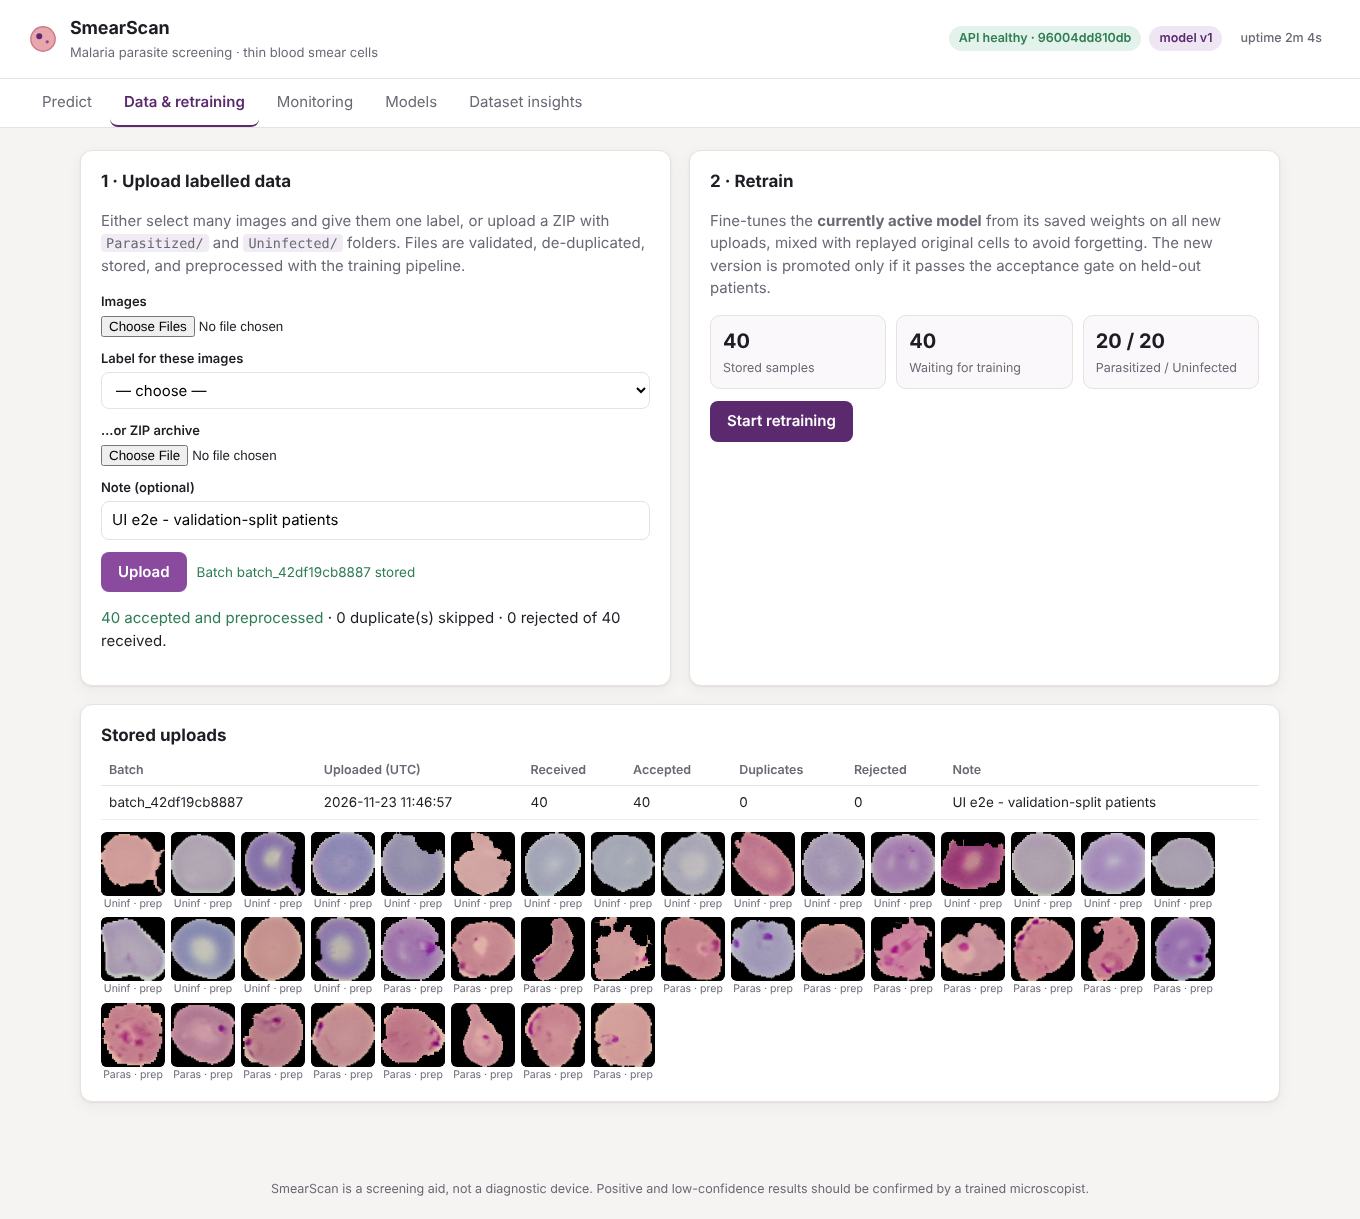 SmearScan
Malaria parasite screening · thin blood smear cells
API healthy · 96004dd810db
model v1
uptime 2m 4s
Predict
Data & retraining
Monitoring
Models
Dataset insights
1 · Upload labelled data
Either select many images and give them one label, or upload a ZIP with
Parasitized/ and Uninfected/ folders. Files are validated, de-duplicated,
stored, and preprocessed with the training pipeline.
Images
Choose Files No file chosen
Label for these images
— choose —
...or ZIP archive
Choose File No file chosen
Note (optional)
UI e2e - validation-split patients
Upload
Batch batch_42df19cb8887 stored
40 accepted and preprocessed · 0 duplicate(s) skipped · 0 rejected of 40
received.
2 · Retrain
Fine-tunes the currently active model from its saved weights on all new
uploads, mixed with replayed original cells to avoid forgetting. The new
version is promoted only if it passes the acceptance gate on held-out
patients.
40
Stored samples
40
Waiting for training
20 / 20
Parasitized / Uninfected
Start retraining
Stored uploads
Batch Uploaded (UTC) Received Accepted Duplicates Rejected Note
batch_42df19cb8887 2026-11-23 11:46:57 40 40 0 0 UI e2e - validation-split patients
Uninf · prep Uninf · prep Uninf · prep Uninf · prep Uninf · prep Uninf · prep Uninf · prep Uninf · prep Uninf · prep Uninf · prep Uninf · prep Uninf · prep Uninf · prep Uninf · prep Uninf · prep Uninf · prep
Uninf · prep Uninf · prep Uninf · prep Uninf · prep Paras · prep Paras · prep Paras · prep Paras · prep Paras · prep Paras · prep Paras · prep Paras · prep Paras · prep Paras · prep Paras · prep Paras · prep
Paras · prep Paras · prep Paras · prep Paras · prep Paras · prep Paras · prep Paras · prep Paras · prep
SmearScan is a screening aid, not a diagnostic device. Positive and low-confidence results should be confirmed by a trained microscopist.